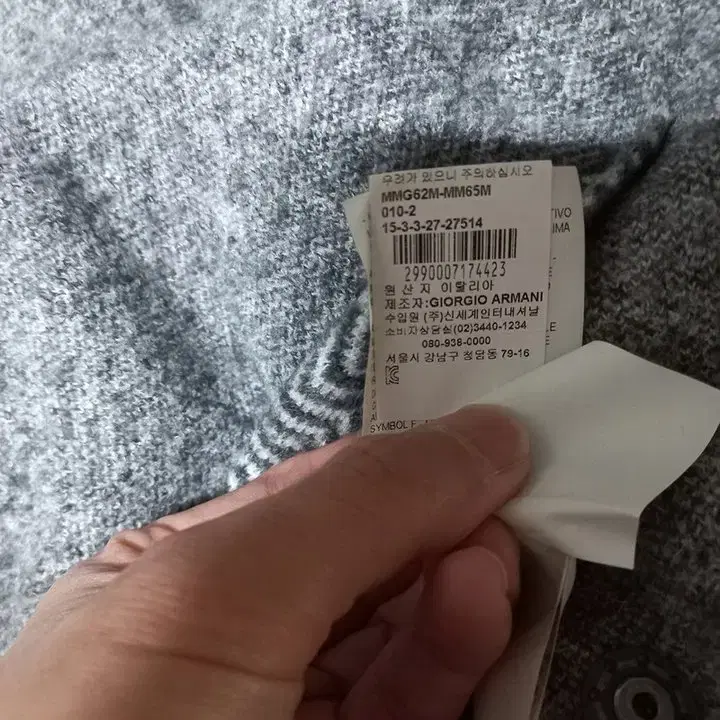 우려가 있으니 주의하십시오
MMG62M-MM65M
010-2
15-3-3-27-27514
2990007174423
원 산 지 이탈리아
제조자:GIORGIO ARMANI
수입원 (주)신세계인터내셔날
소비자상담실(02)3440-1234
080-938-0000
서울시 강남구 청담동 79-16
TIVO
IMA
SYMBOL